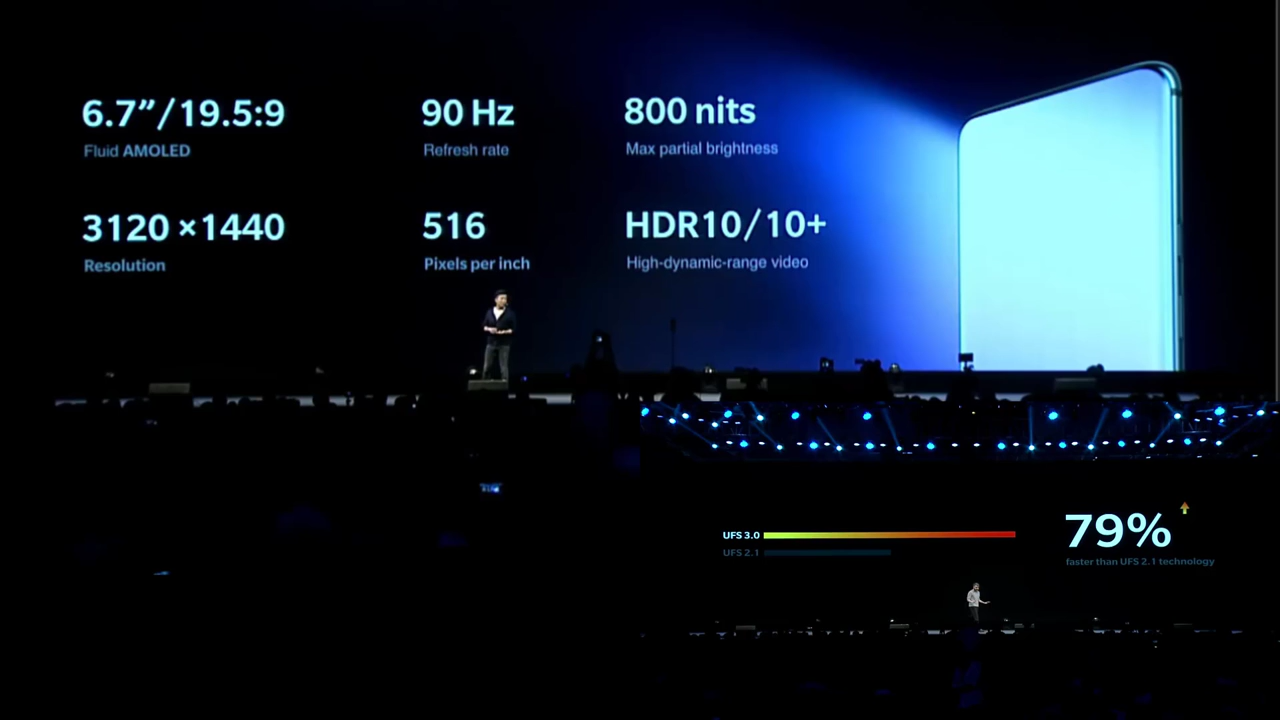 6.7”/19.5:9
Fluid AMOLED
90 Hz
Refresh rate
800 nits
Max partial brightness
3120 ×1440
Resolution
516
Pixels per inch
HDR10/10+
High-dynamic-range video
UFS 3.0
UFS 2.1
79%
faster than UFS 2.1 technology